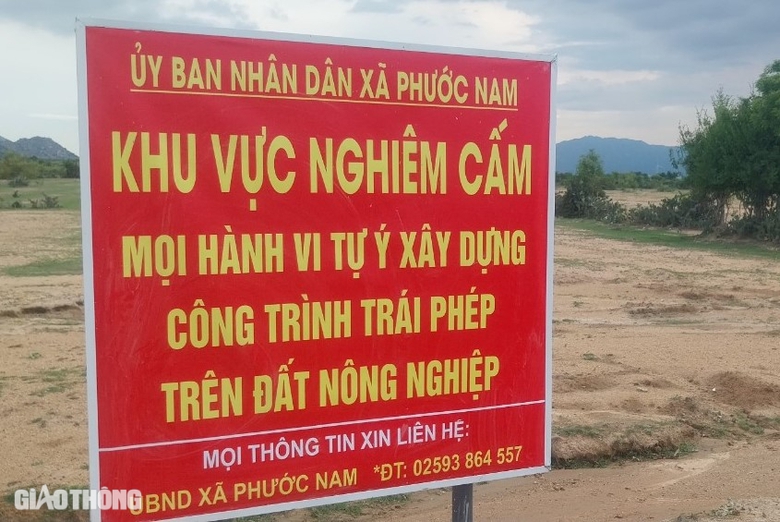 ỦY BAN NHÂN DÂN XÃ PHƯỚC NAM
KHU VỰC NGHIÊM CẤM
MỌI HÀNH VI TỰ Ý XÂY DỰNG
CÔNG TRÌNH TRÁI PHÉP
TRÊN ĐẤT NÔNG NGHIỆP
MỌI THÔNG TIN XIN LIÊN HỆ:
UBND XÃ PHƯỚC NAM *ĐT: 02593 864 557
GIAOTHÔNG